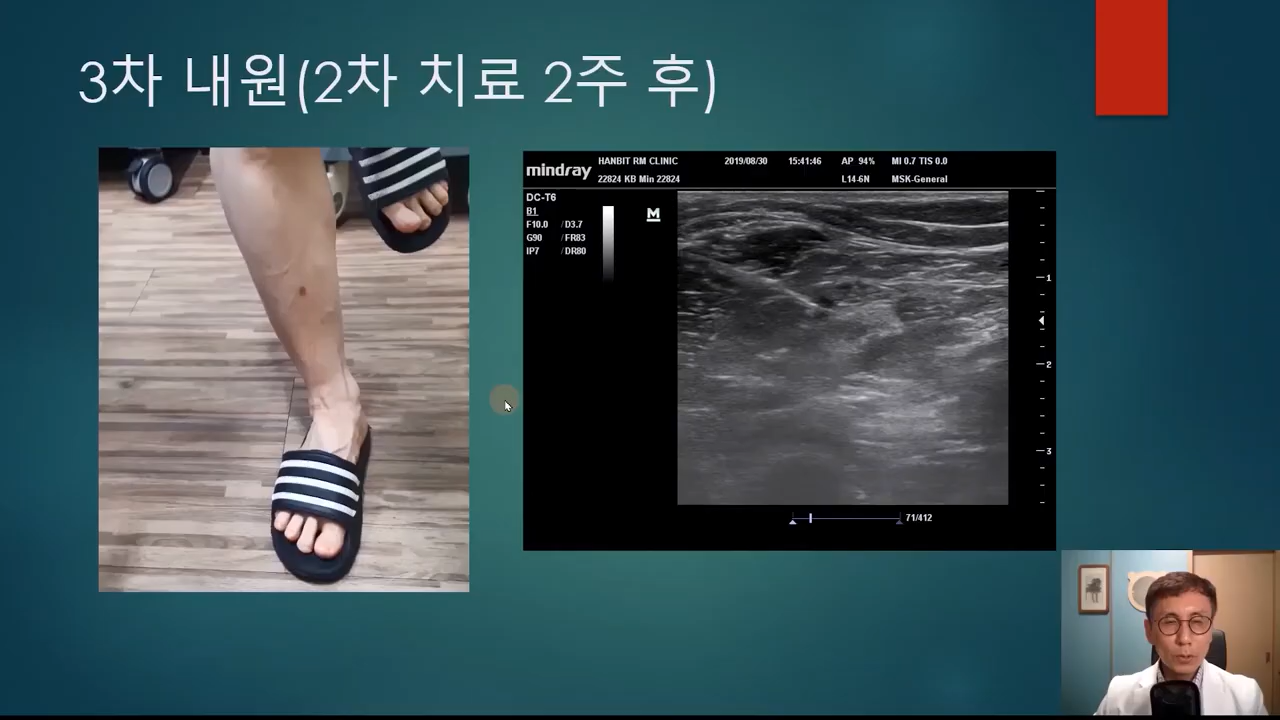 3차 내원(2차 치료 2주 후)
mindray
HANBIT RM CLINIC 2019/08/30 15:41:46 AP 94% MI 0.7 TIS 0.0
22824 KB Min 22824 L14-6N MSK-General
DC-T6
B1
F10.0 /D3.7
G90 /FR83
IP7 /DR80
M
1
2
3
71/412